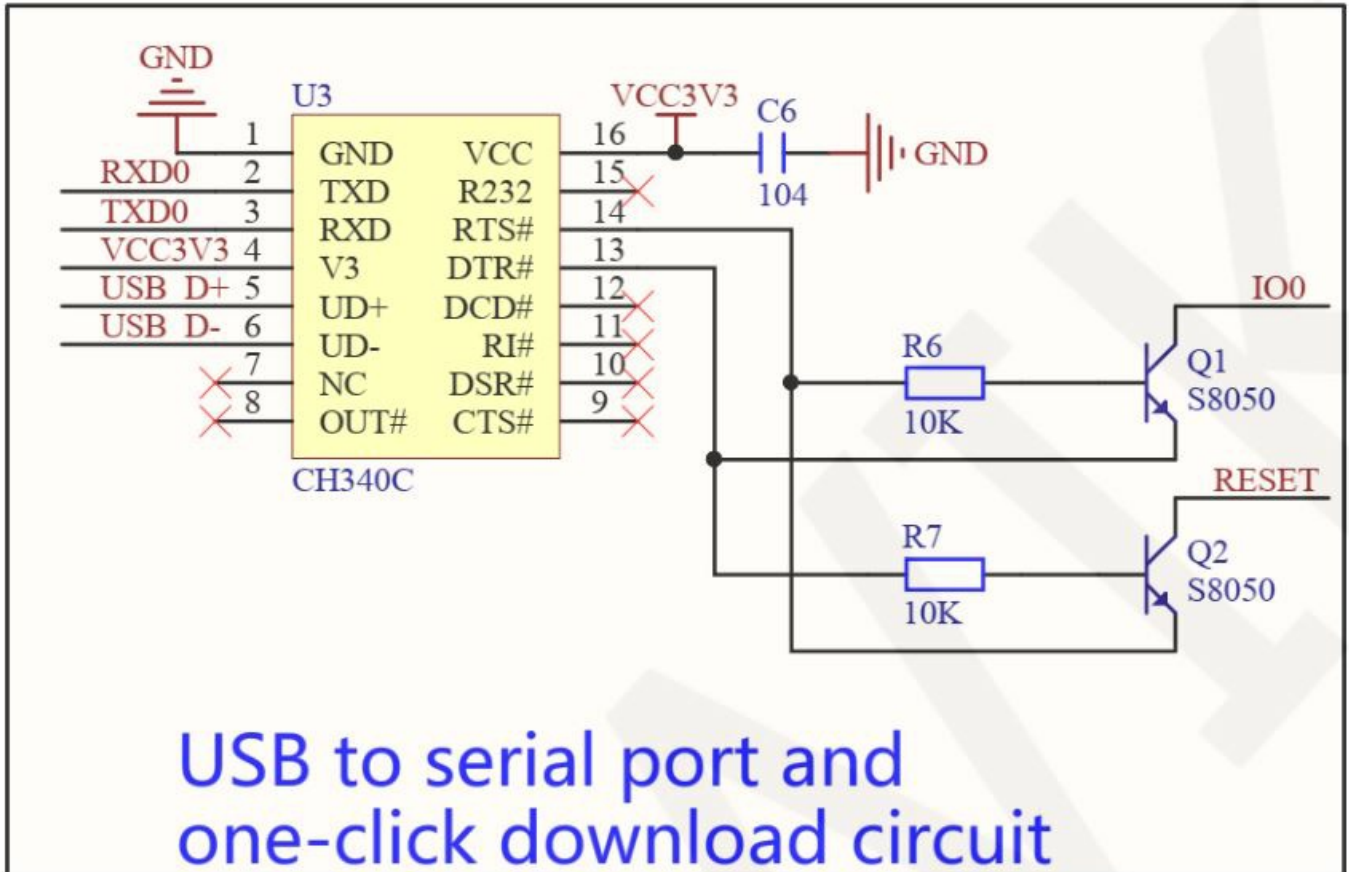 GND
U3
VCC3V3
C6
1
GND
VCC
16
GND
RXD0
2
TXD
R232
15
104
TXD0
3
RXD
RTS#
14
VCC3V3
4
V3
DTR#
13
USB D+
5
UD+
DCD#
12
IO0
USB D-
6
UD-
RI#
11
R6
Q1
7
NC
DSR#
10
S8050
8
OUT#
CTS#
9
10K
CH340C
RESET
R7
Q2
S8050
10K
USB to serial port and
one-click download circuit